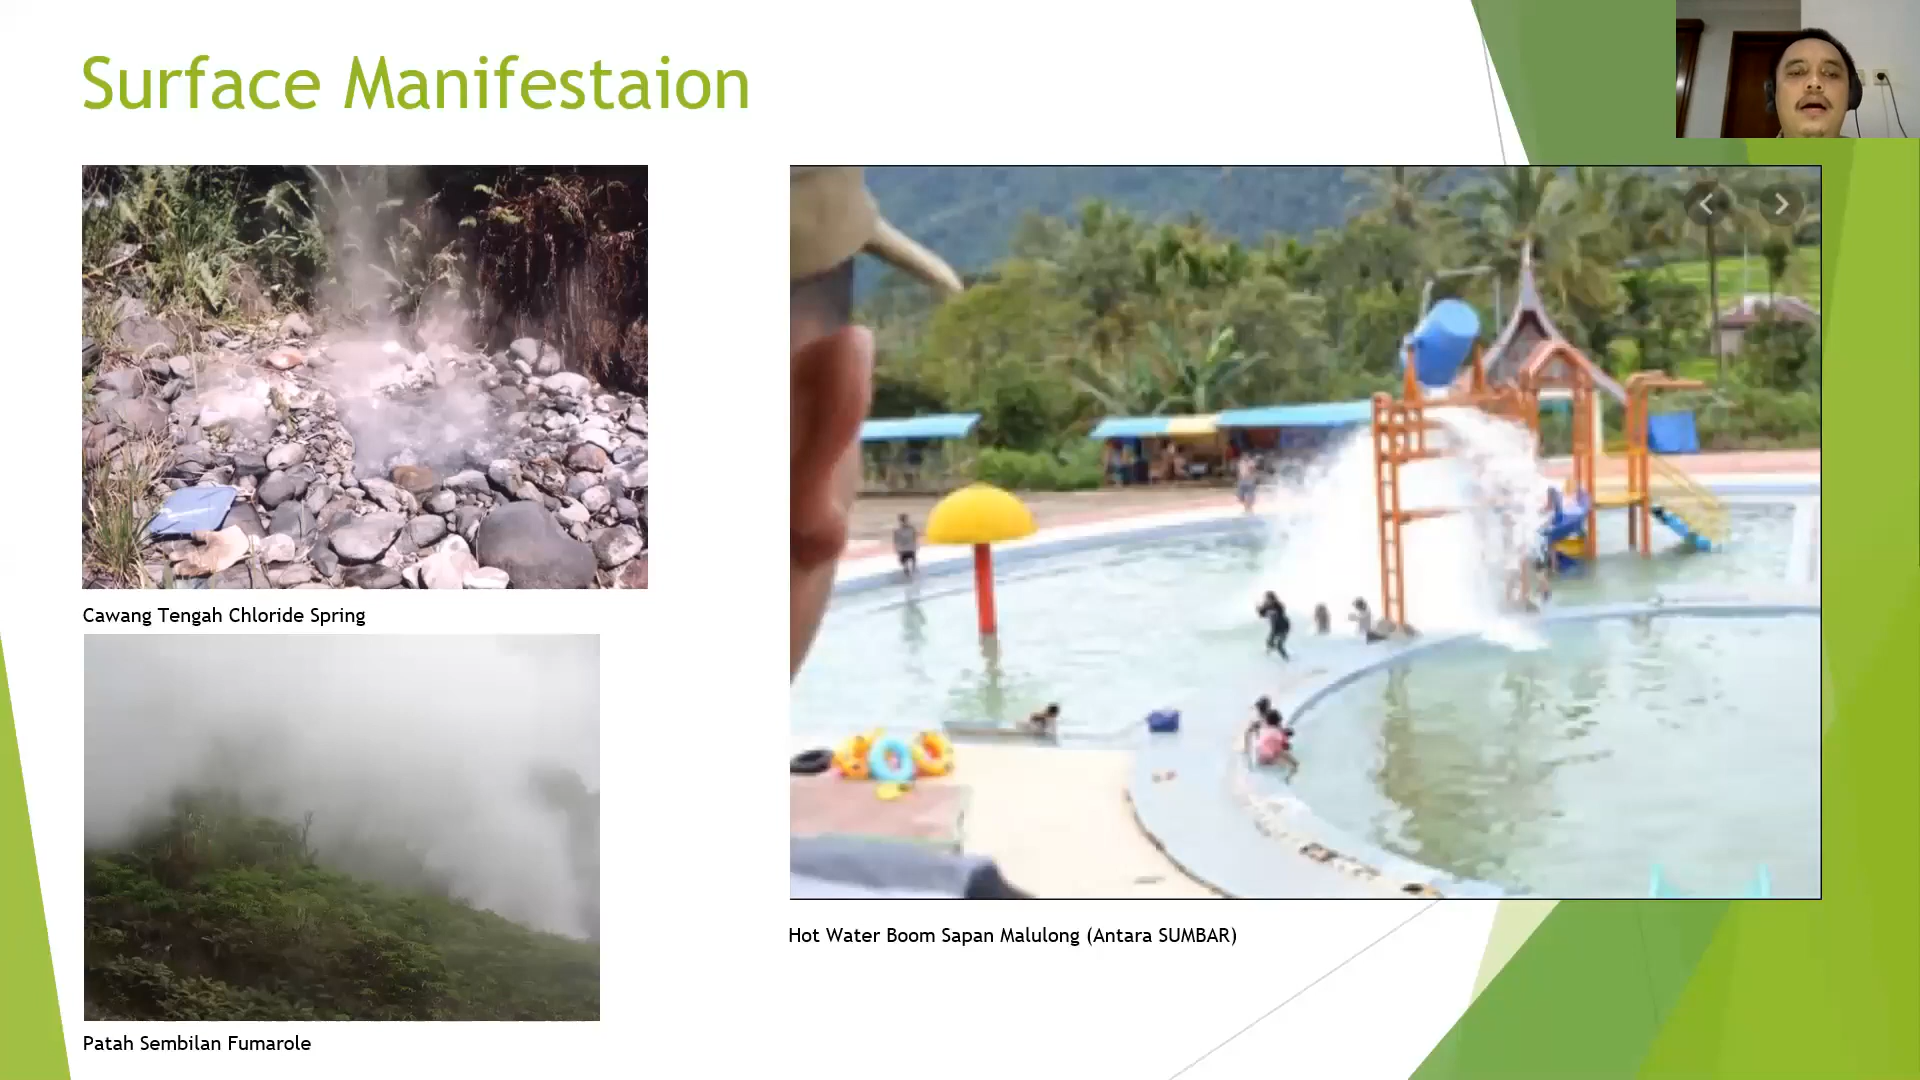 Surface Manifestaion
Cawang Tengah Chloride Spring
Patah Sembilan Fumarole
Hot Water Boom Sapan Malulong (Antara SUMBAR)